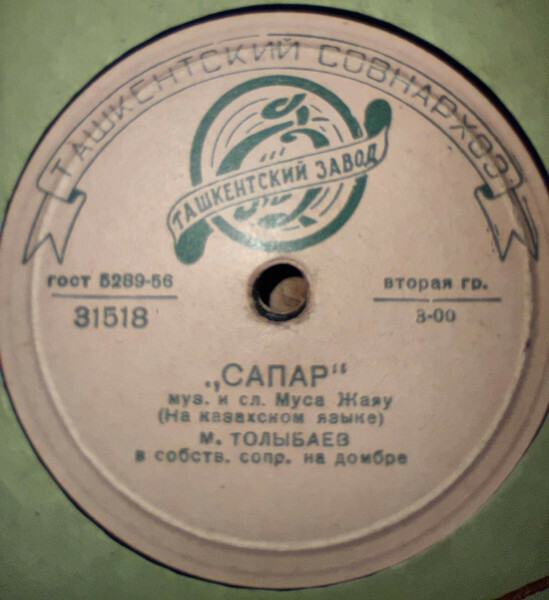 ТАШКЕНТСКИЙ СОВНАРХОЗ
ТАШКЕНТСКИЙ ЗАВОД
гост 5289-56
вторая гр.
31518
8-00
„САПАР“
муз. и сл. Муса Жаяу
(На казахском языке)
М. ТОЛЫБАЕВ
в собств. сопр. на домбре